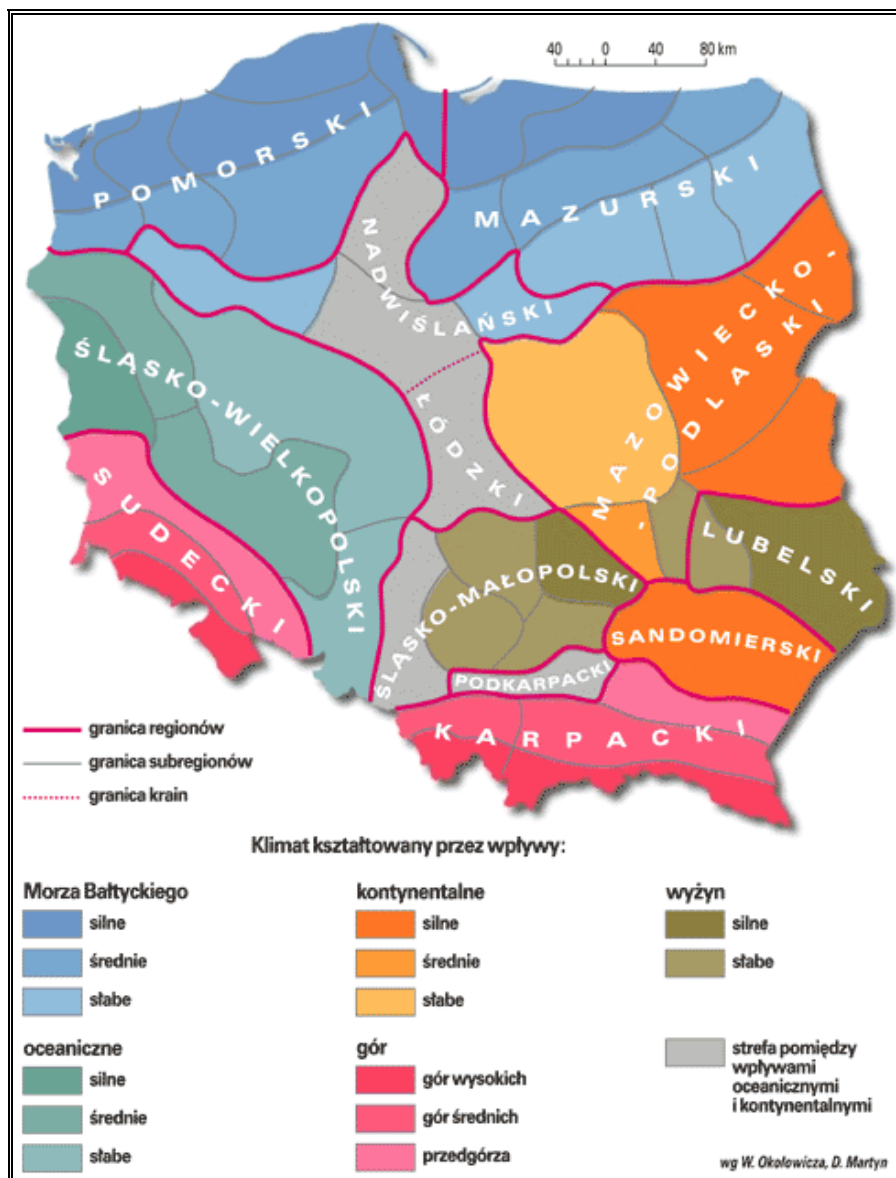 40 0 40 80 km
POMORSKI
MAZURSKI
NADWIŚLAŃSKI
MAZOWIECKO-
-PODLASKI
ŚLĄSKO-WIELKOPOLSKI
ŁÓDZKI
SUDECKI
LUBELSKI
ŚLĄSKO-MAŁOPOLSKI
SANDOMIERSKI
PODKARPACKI
KARPACKI
granica regionów
granica subregionów
granica krain
Klimat kształtowany przez wpływy:
Morza Bałtyckiego
silne
średnie
słabe
kontynentalne
silne
średnie
słabe
wyżyn
silne
słabe
oceaniczne
silne
średnie
słabe
gór
gór wysokich
gór średnich
przedgórza
strefa pomiędzy
wpływami
oceanicznymi
i kontynentalnymi
wg W. Okołowicza, D. Martyn